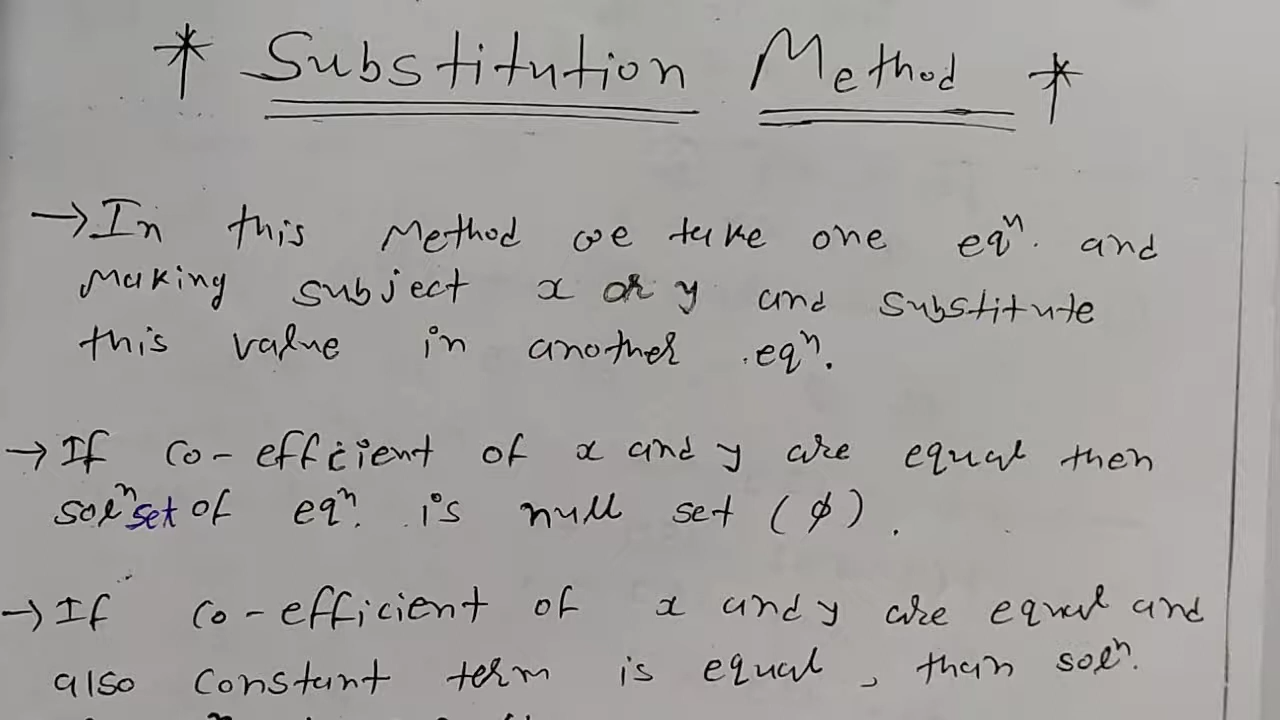 * Substitution Method *
→ In this Method we take one eqⁿ. and
making subject x or y and substitute
this value in another eqⁿ.
→ If co-efficient of x and y are equal then
solⁿ set of eqⁿ. is null set (ϕ).
→ If co-efficient of x and y are equal and
also constant term is equal, than solⁿ.